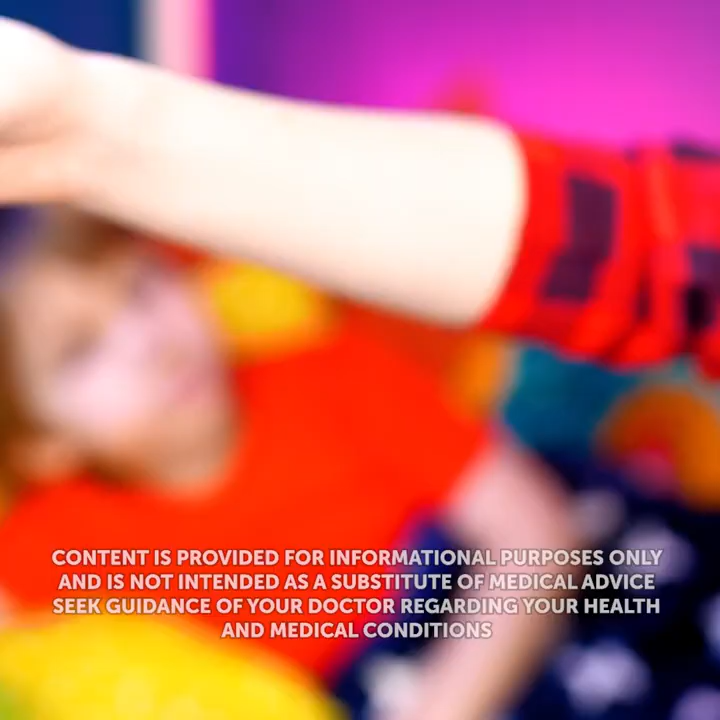 CONTENT IS PROVIDED FOR INFORMATIONAL PURPOSES ONLY
AND IS NOT INTENDED AS A SUBSTITUTE OF MEDICAL ADVICE
SEEK GUIDANCE OF YOUR DOCTOR REGARDING YOUR HEALTH
AND MEDICAL CONDITIONS